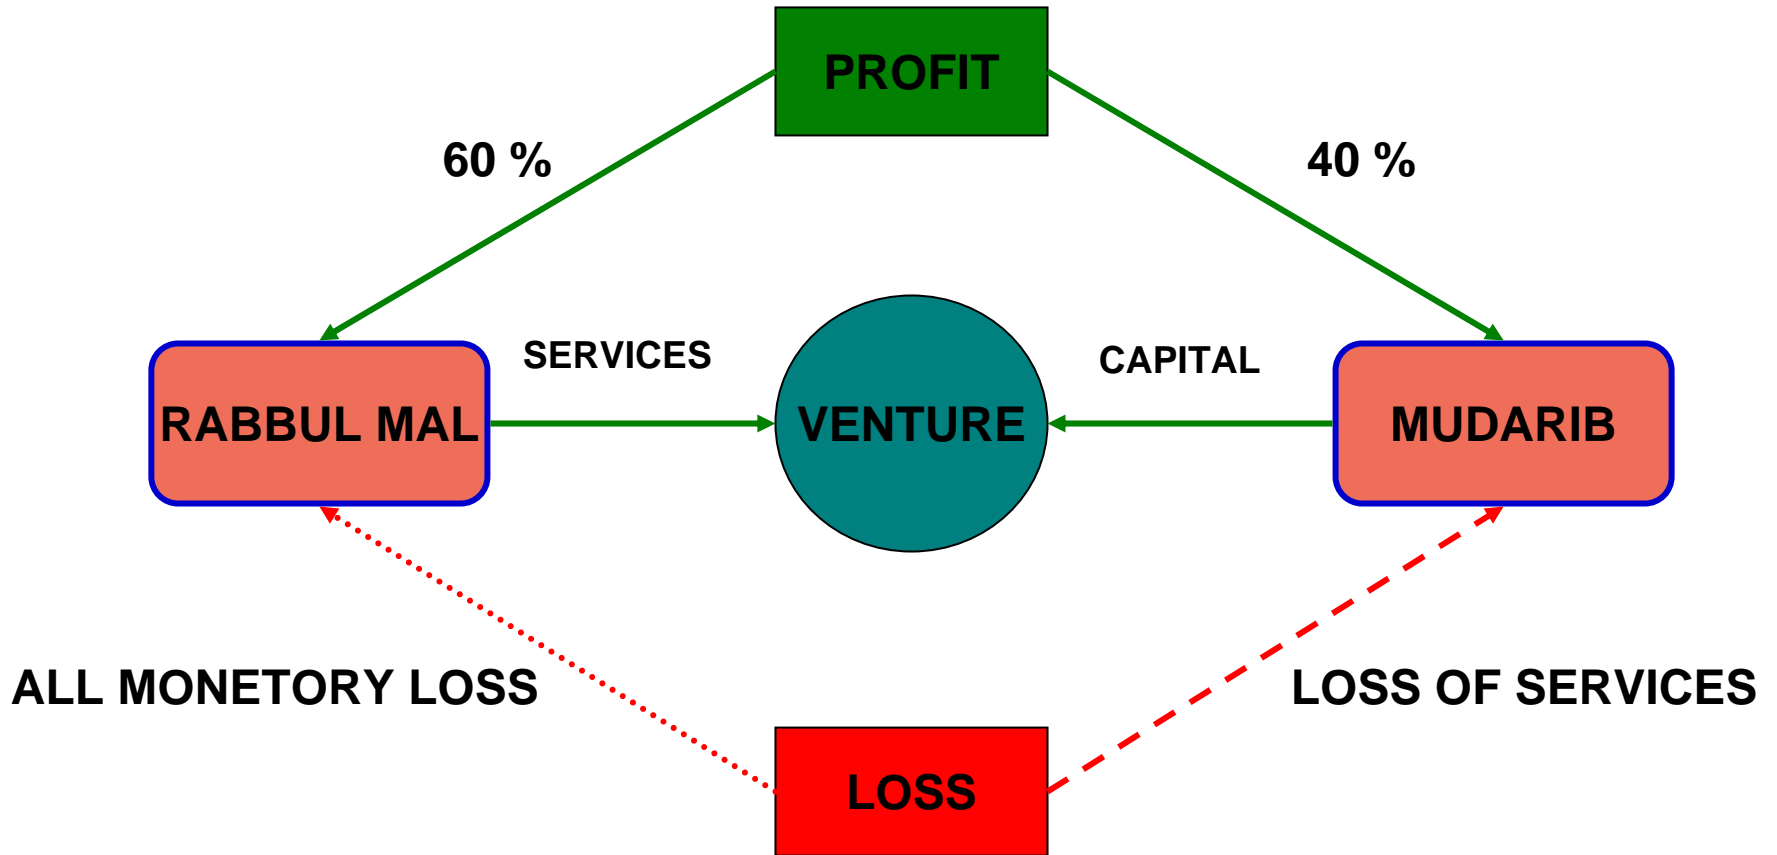 PROFIT
60 %
40 %
SERVICES
CAPITAL
RABBUL MAL
VENTURE
MUDARIB
ALL MONETORY LOSS
LOSS OF SERVICES
LOSS